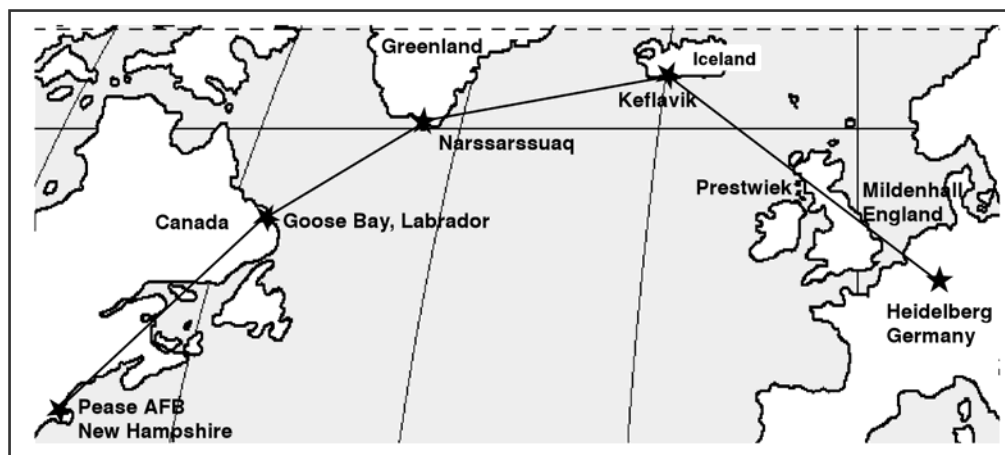 Greenland
Iceland
Keflavik
Narssarssuaq
Prestwiek
Mildenhall
England
Canada
Goose Bay, Labrador
Heidelberg
Germany
Pease AFB
New Hampshire